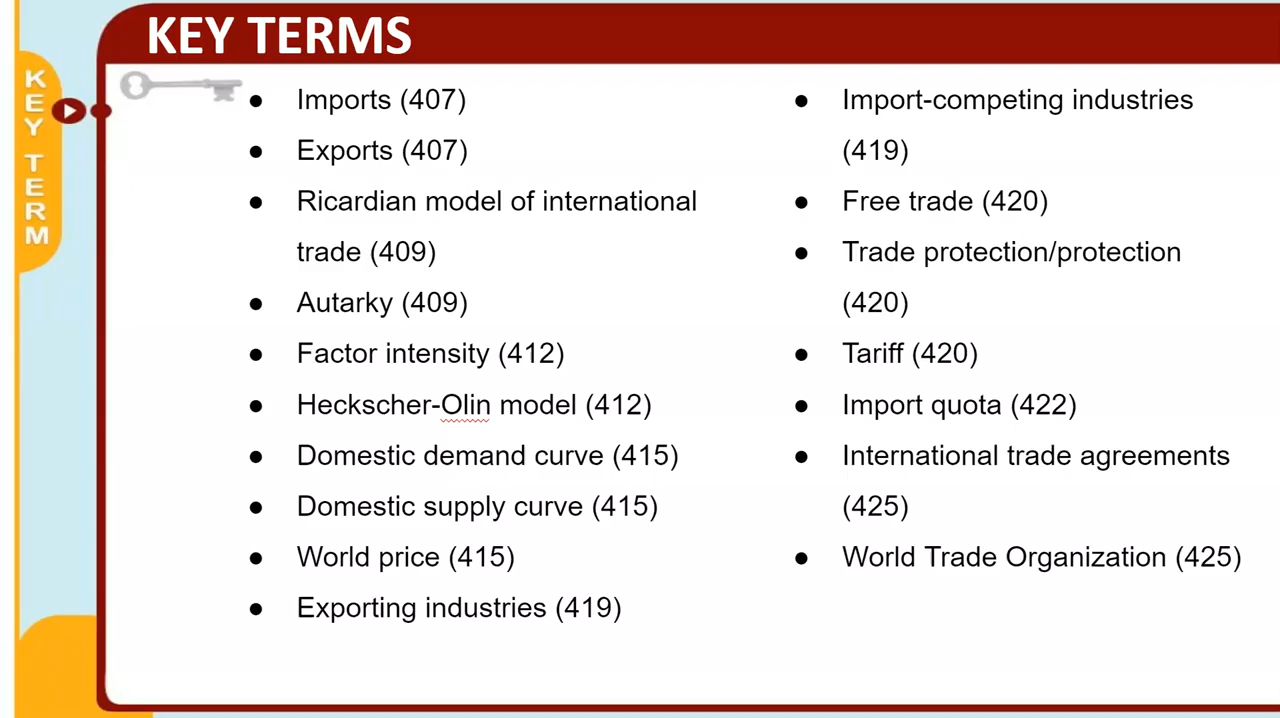 KEY TERMS
KEY TERM
● Imports (407)
● Exports (407)
● Ricardian model of international
trade (409)
● Autarky (409)
● Factor intensity (412)
● Heckscher-Olin model (412)
● Domestic demand curve (415)
● Domestic supply curve (415)
● World price (415)
● Exporting industries (419)
● Import-competing industries
(419)
● Free trade (420)
● Trade protection/protection
(420)
● Tariff (420)
● Import quota (422)
● International trade agreements
(425)
● World Trade Organization (425)